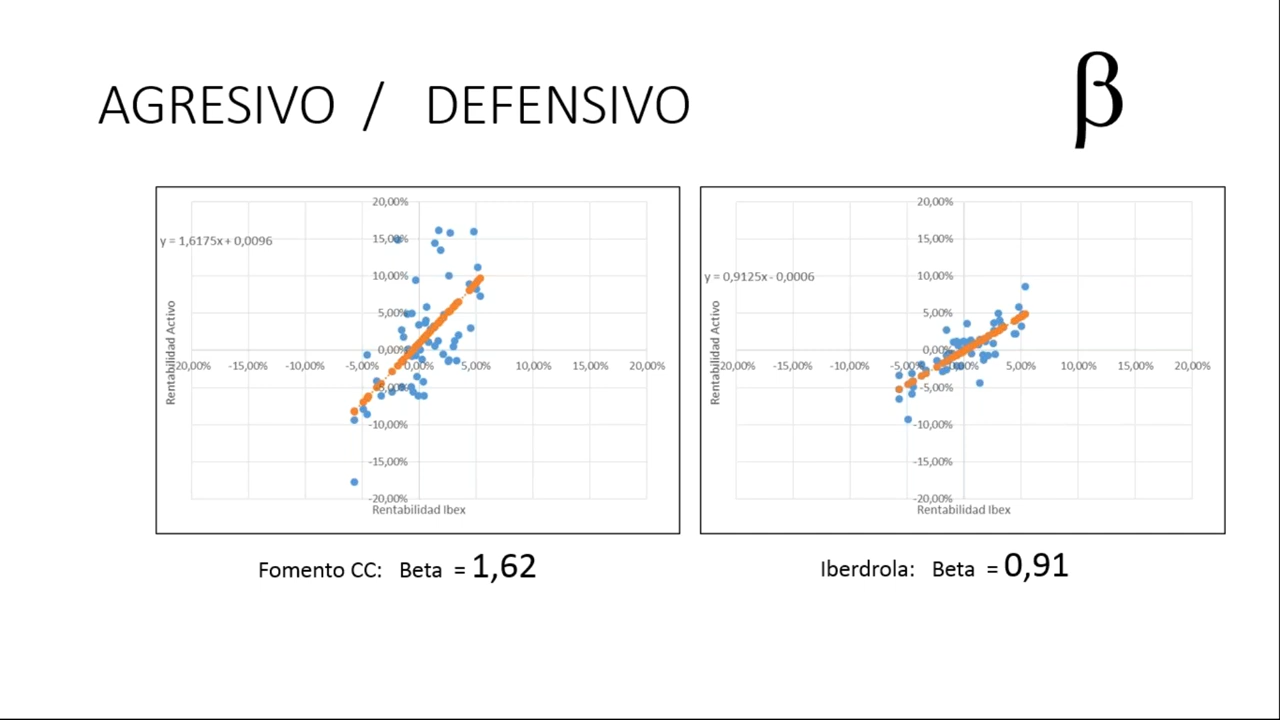 AGRESIVO / DEFENSIVO
β
20,00%
15,00%
10,00%
5,00%
0,00%
-5,00%
-10,00%
-15,00%
-20,00%
-20,00% -15,00% -10,00% -5,00% 0,00% 5,00% 10,00% 15,00% 20,00%
y = 1,6175x + 0,0096
Rentabilidad Activo
Rentabilidad Ibex
20,00%
15,00%
10,00%
5,00%
0,00%
-5,00%
-10,00%
-15,00%
-20,00%
-20,00% -15,00% -10,00% -5,00% 0,00% 5,00% 10,00% 15,00% 20,00%
y = 0,9125x - 0,0006
Rentabilidad Activo
Rentabilidad Ibex
Fomento CC: Beta = 1,62
Iberdrola: Beta = 0,91